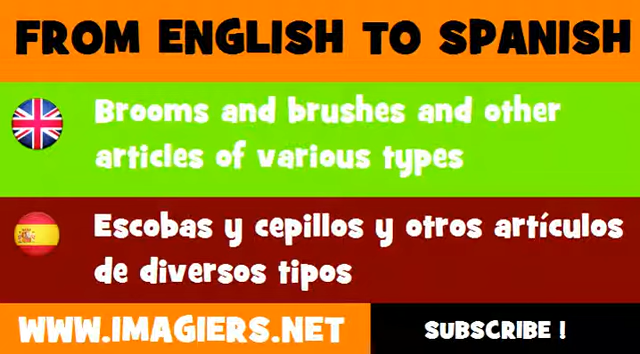 FROM ENGLISH TO SPANISH
Brooms and brushes and other
articles of various types
Escobas y cepillos y otros artículos
de diversos tipos
WWW.IMAGIERS.NET
SUBSCRIBE !